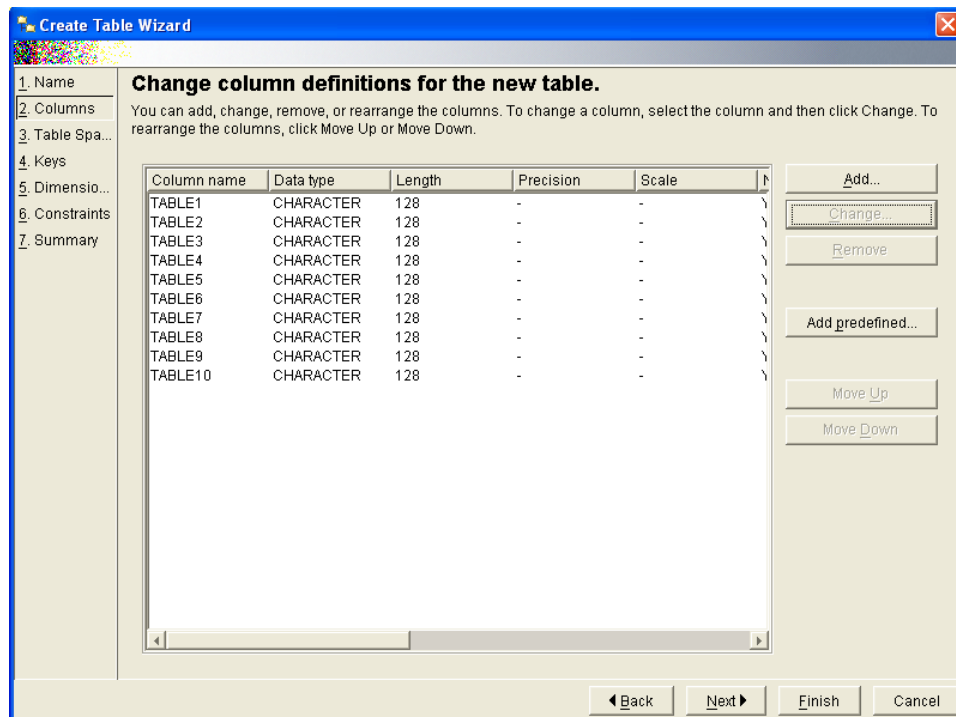 Create Table Wizard
1. Name
2. Columns
3. Table Spa...
4. Keys
5. Dimensio...
6. Constraints
7. Summary
Change column definitions for the new table.
You can add, change, remove, or rearrange the columns. To change a column, select the column and then click Change. To
rearrange the columns, click Move Up or Move Down.
Column name Data type Length Precision Scale N
TABLE1 CHARACTER 128 - - Y
TABLE2 CHARACTER 128 - - Y
TABLE3 CHARACTER 128 - - Y
TABLE4 CHARACTER 128 - - Y
TABLE5 CHARACTER 128 - - Y
TABLE6 CHARACTER 128 - - Y
TABLE7 CHARACTER 128 - - Y
TABLE8 CHARACTER 128 - - Y
TABLE9 CHARACTER 128 - - Y
TABLE10 CHARACTER 128 - - Y
Add...
Change...
Remove
Add predefined...
Move Up
Move Down
Back
Next
Finish
Cancel